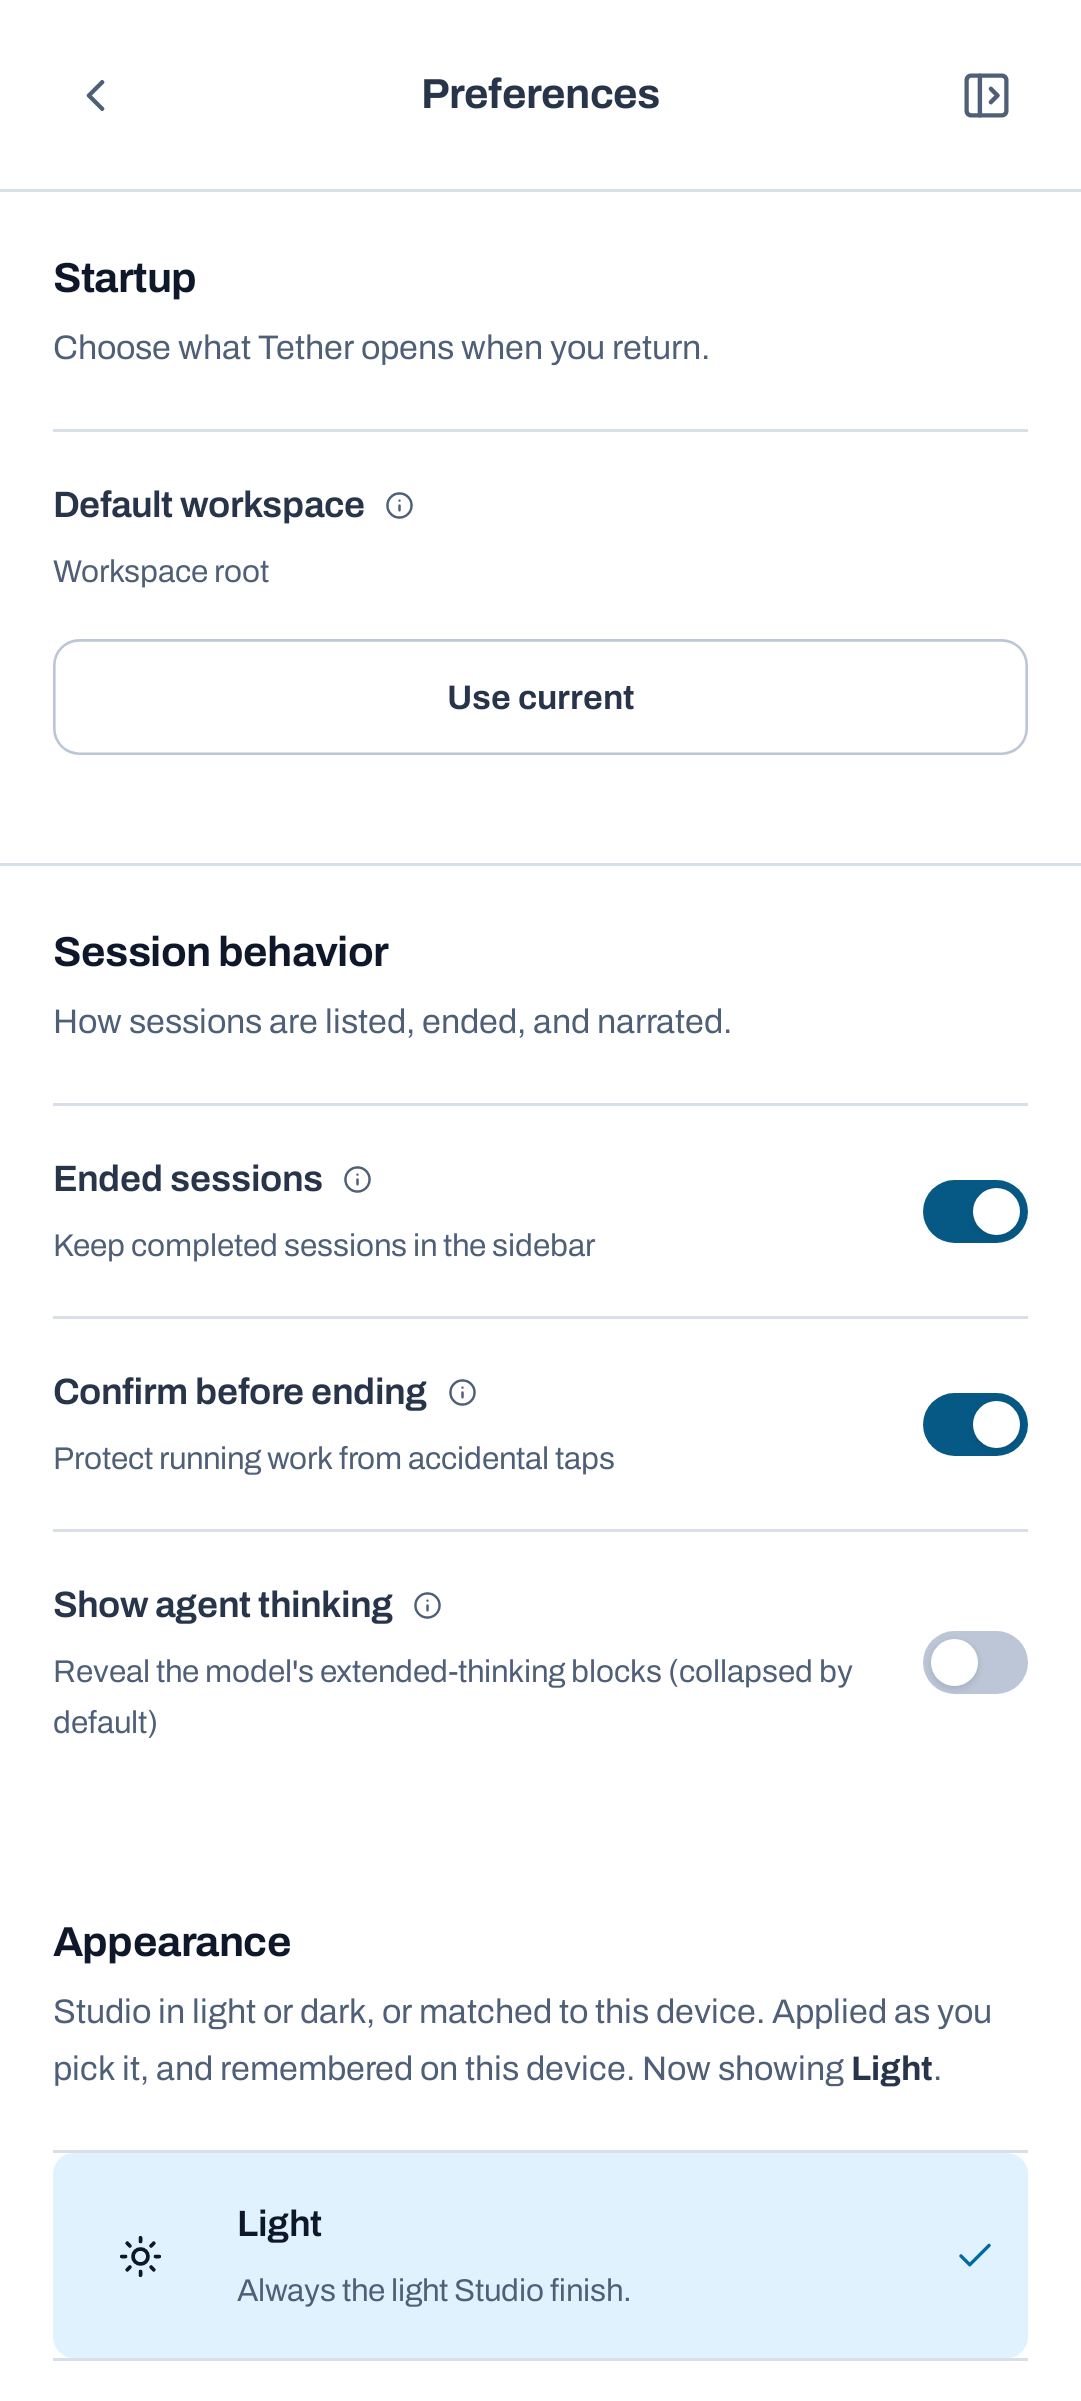 Preferences
Startup
Choose what Tether opens when you return.
Default workspace
Workspace root
Use current
Session behavior
How sessions are listed, ended, and narrated.
Ended sessions
Keep completed sessions in the sidebar
Confirm before ending
Protect running work from accidental taps
Show agent thinking
Reveal the model's extended-thinking blocks (collapsed by
default)
Appearance
Studio in light or dark, or matched to this device. Applied as you
pick it, and remembered on this device. Now showing Light.
Light
Always the light Studio finish.